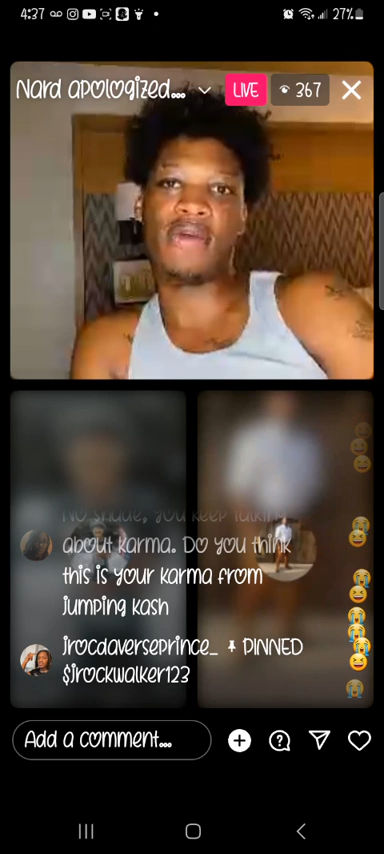 4:37
27%
Nard apologized...
LIVE
367
No shade, you keep talking
about karma. Do you think
this is your karma from
jumping kash
jrocdaverseprince_ PINNED
$jrockwalker123
Add a comment...